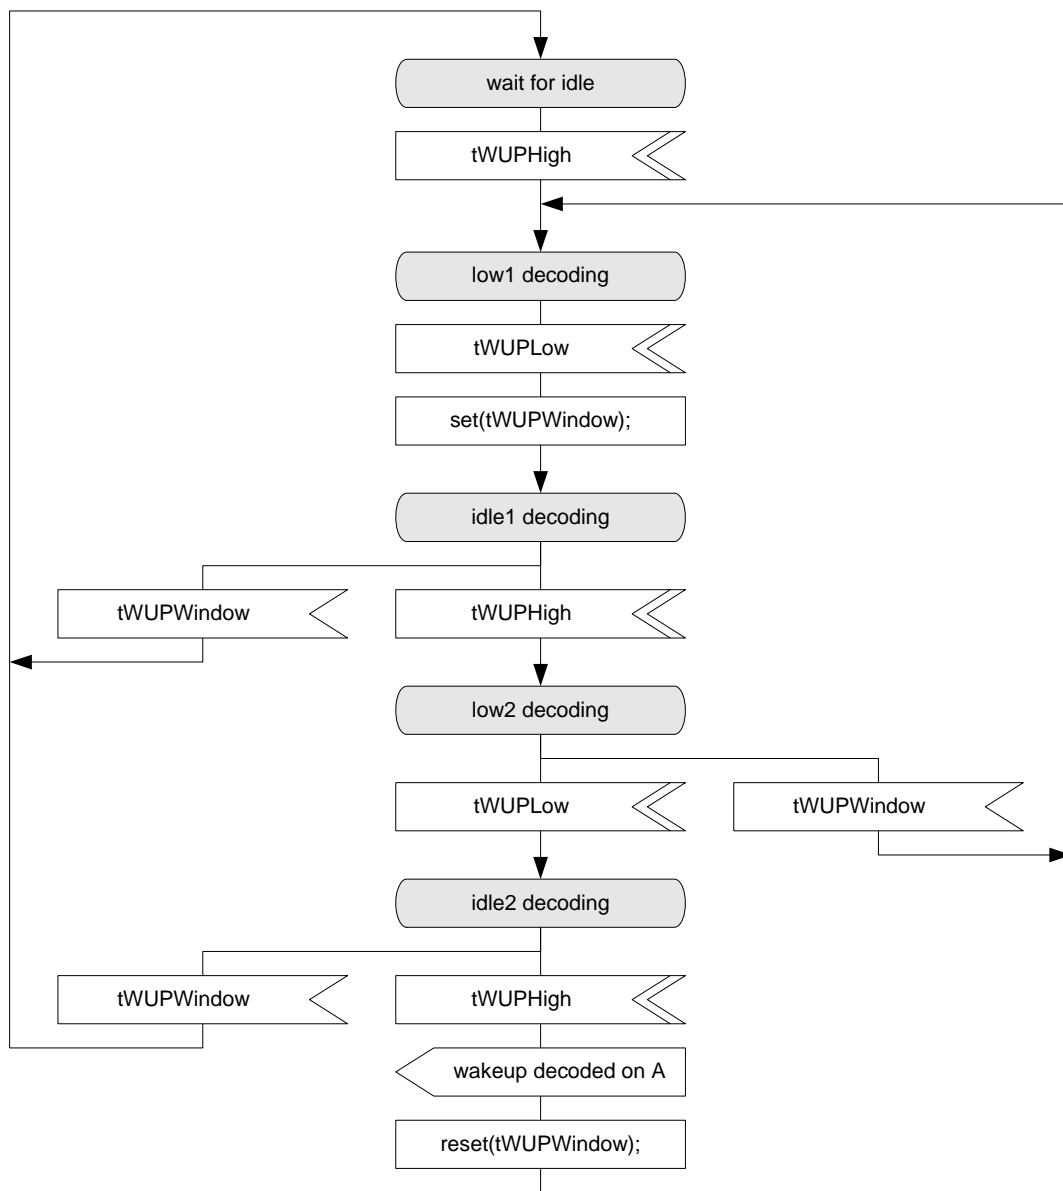 wait for idle
tWUPHigh
low1 decoding
tWUPLow
set(tWUPWindow);
idle1 decoding
tWUPWindow
tWUPHigh
low2 decoding
tWUPLow
tWUPWindow
idle2 decoding
tWUPWindow
tWUPHigh
wakeup decoded on A
reset(tWUPWindow);